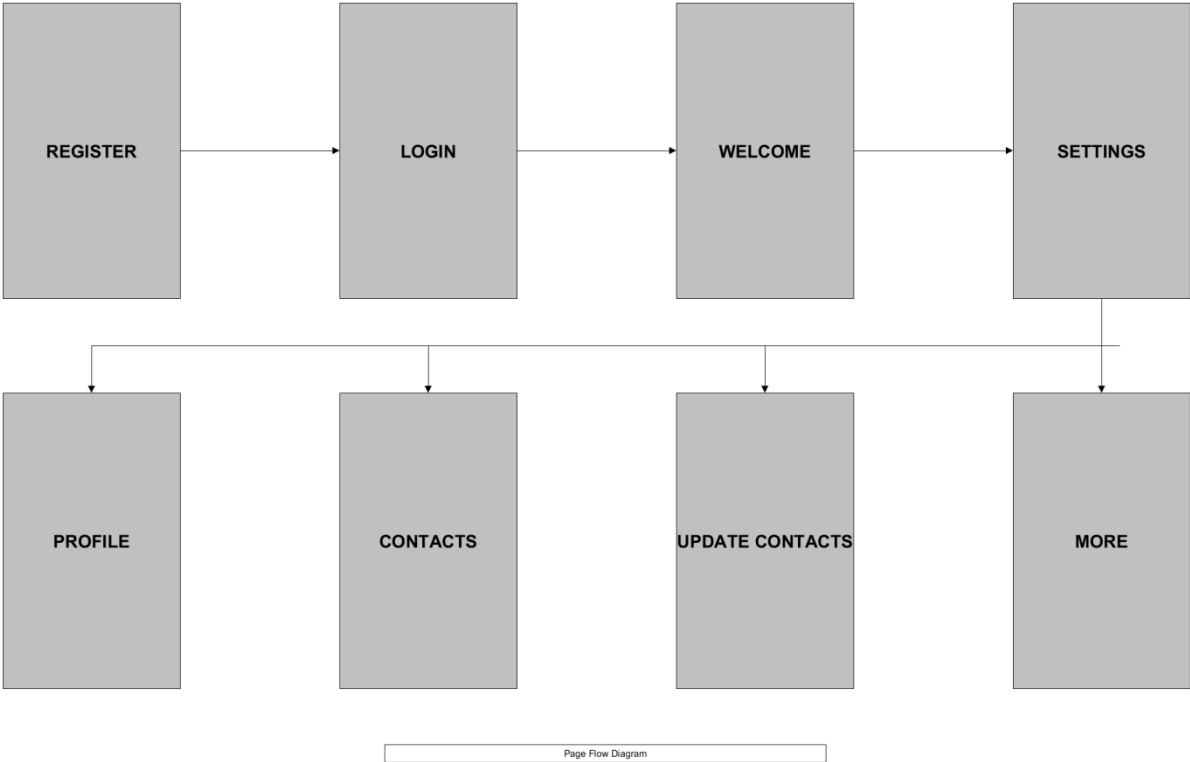 REGISTER
LOGIN
WELCOME
SETTINGS
PROFILE
CONTACTS
UPDATE CONTACTS
MORE
Page Flow Diagram